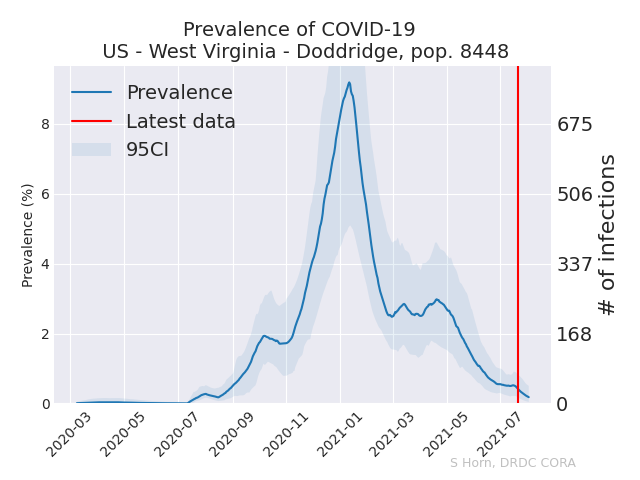 Prevalence of COVID-19
US - West Virginia - Doddridge, pop. 8448
Prevalence
Latest data
95CI
Prevalence (%)
8
6
4
2
0
675
506
337
168
0
# of infections
2020-03
2020-05
2020-07
2020-09
2020-11
2021-01
2021-03
2021-05
2021-07
S Horn, DRDC CORA